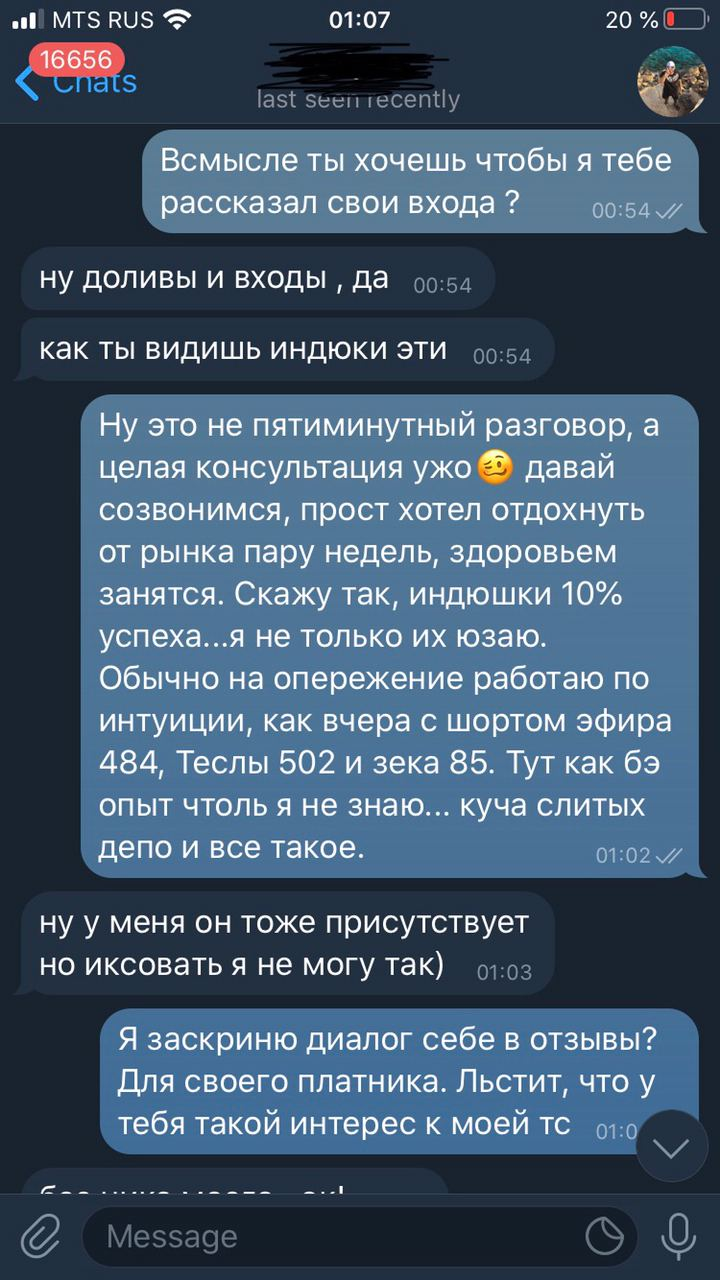 MTS RUS 01:07 20 %
16656
Chats
last seen recently
Всмысле ты хочешь чтобы я тебе
рассказал свои входа ? 00:54
ну доливы и входы , да 00:54
как ты видишь индюки эти 00:54
Ну это не пятиминутный разговор, а
целая консультация ужо🥴 давай
созвонимся, прост хотел отдохнуть
от рынка пару недель, здоровьем
занятся. Скажу так, индюшки 10%
успеха...я не только их юзаю.
Обычно на опережение работаю по
интуиции, как вчера с шортом эфира
484, Теслы 502 и зека 85. Тут как бэ
опыт чтоль я не знаю... куча слитых
депо и все такое. 01:02
ну у меня он тоже присутствует
но иксовать я не могу так) 01:03
Я заскриню диалог себе в отзывы?
Для своего платника. Льстит, что у
тебя такой интерес к моей тс 01:0
Message